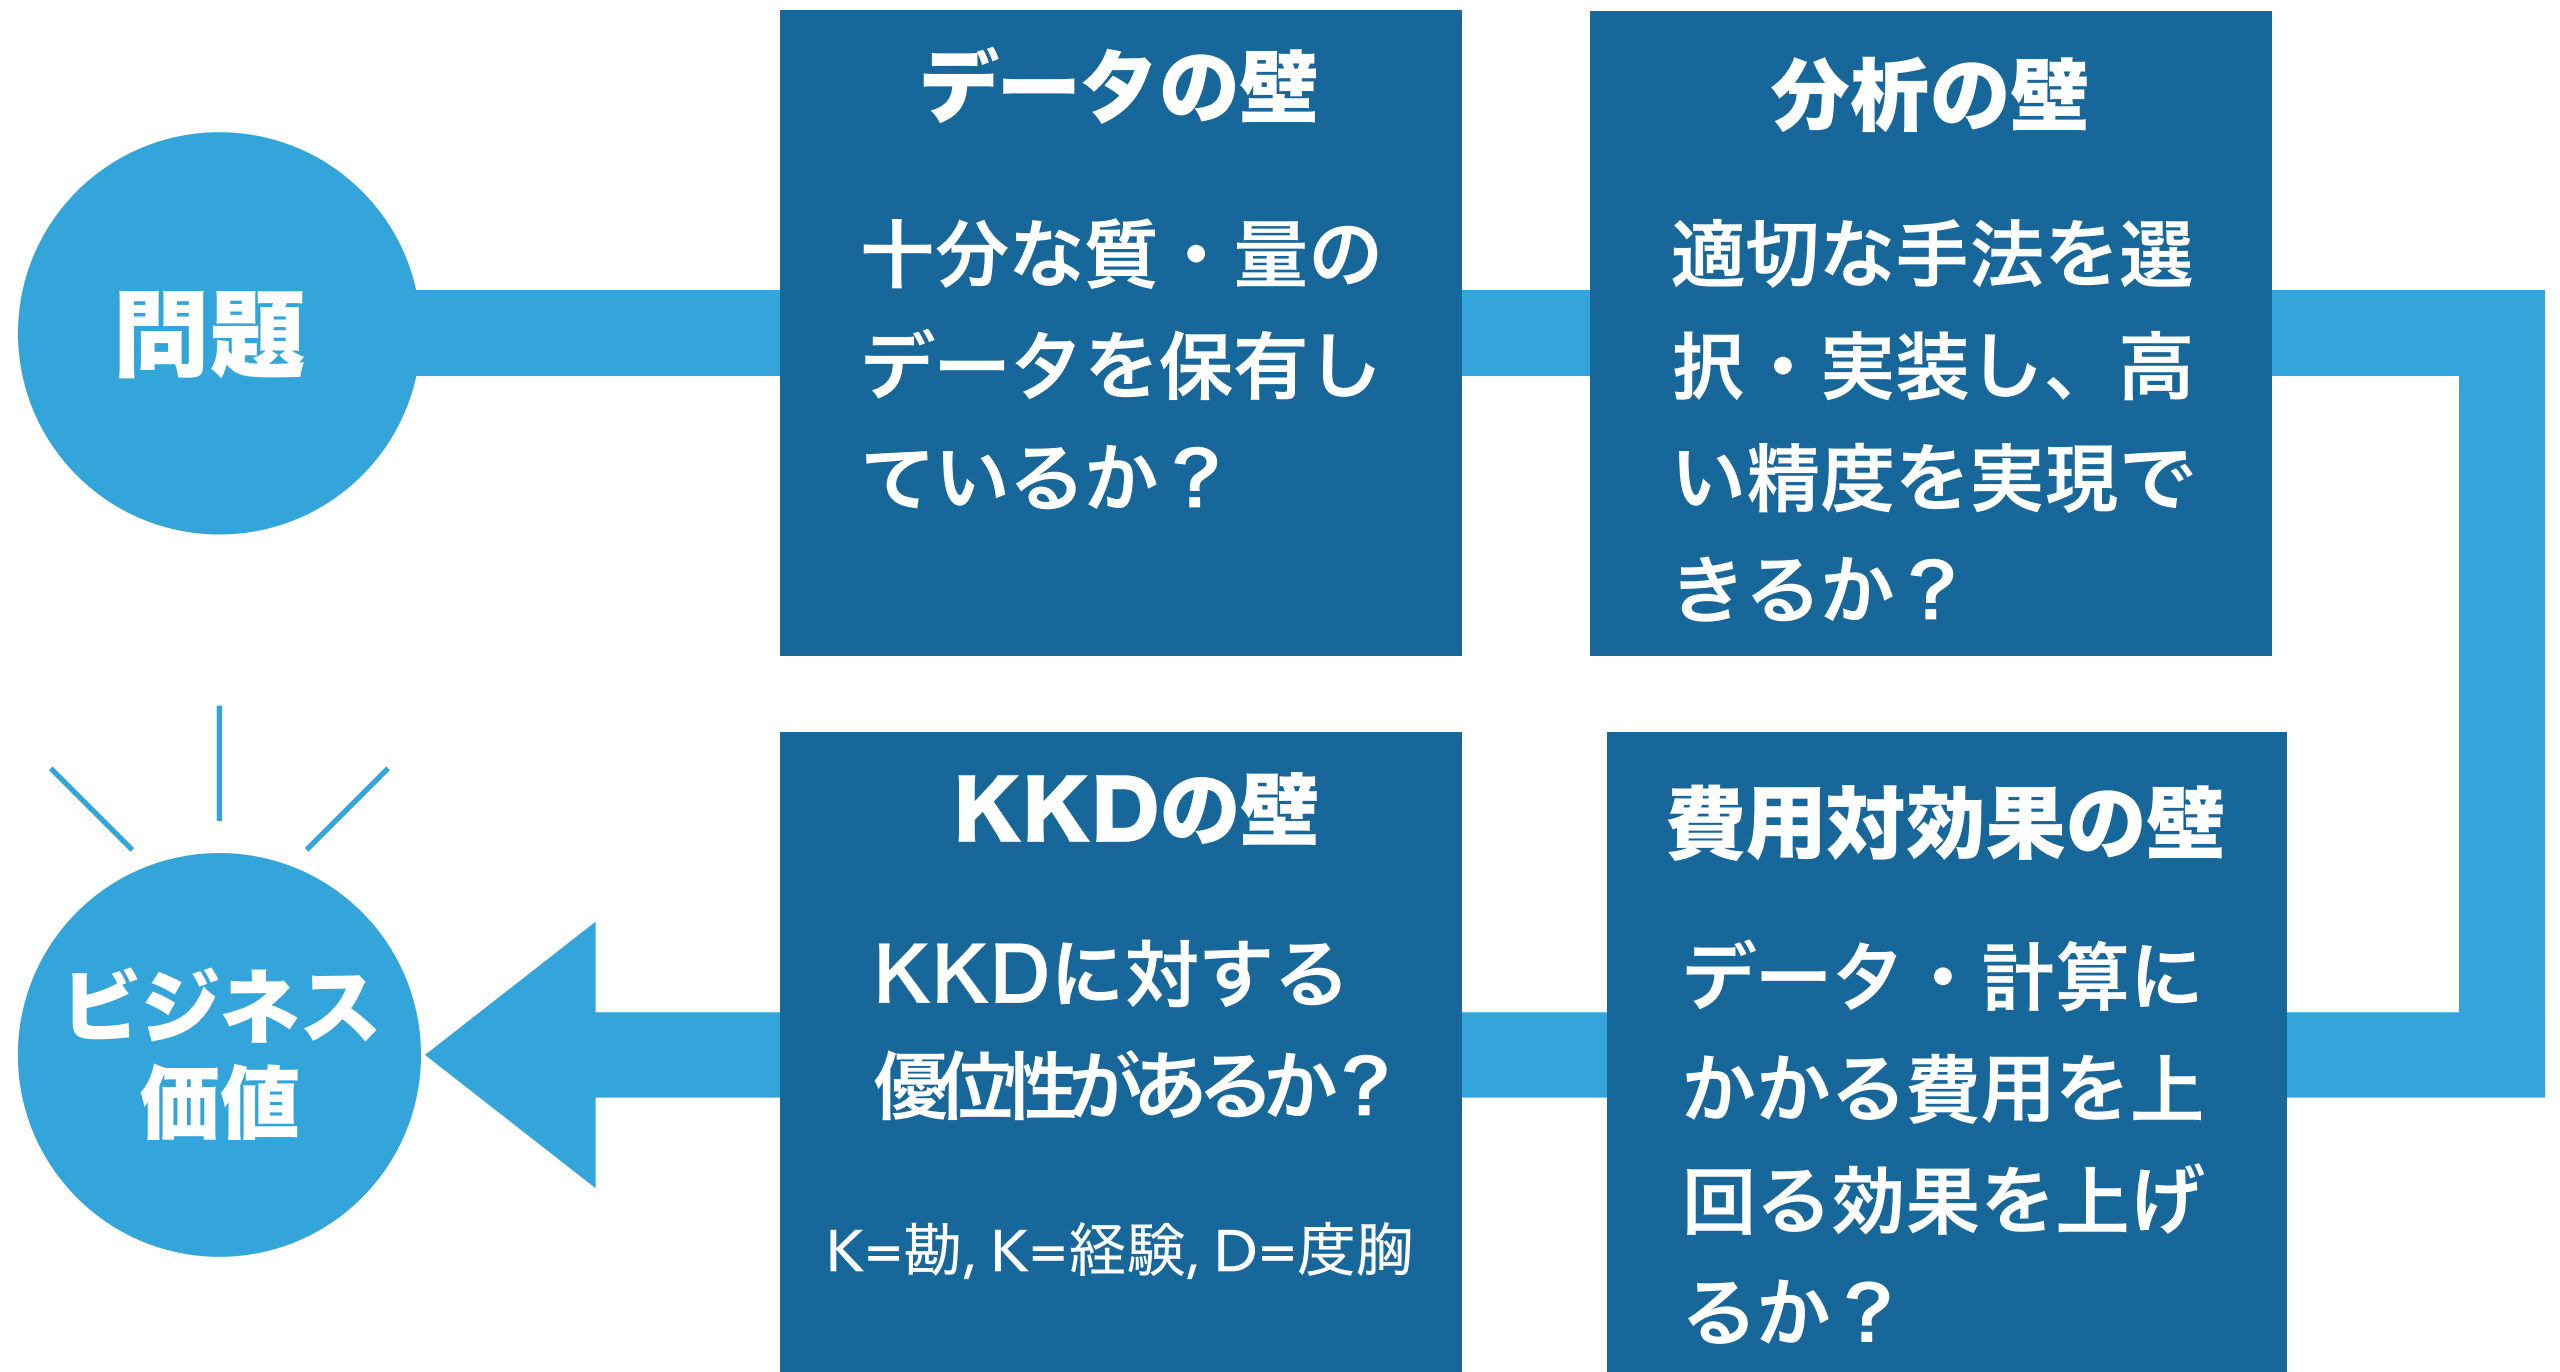 問題
データの壁
十分な質・量の
データを保有し
ているか？
分析の壁
適切な手法を選
択・実装し、高
い精度を実現で
きるか？
費用対効果の壁
データ・計算に
かかる費用を上
回る効果を上げ
るか？
KKDの壁
KKDに対する
優位性があるか？
K=勘, K=経験, D=度胸
ビジネス
価値